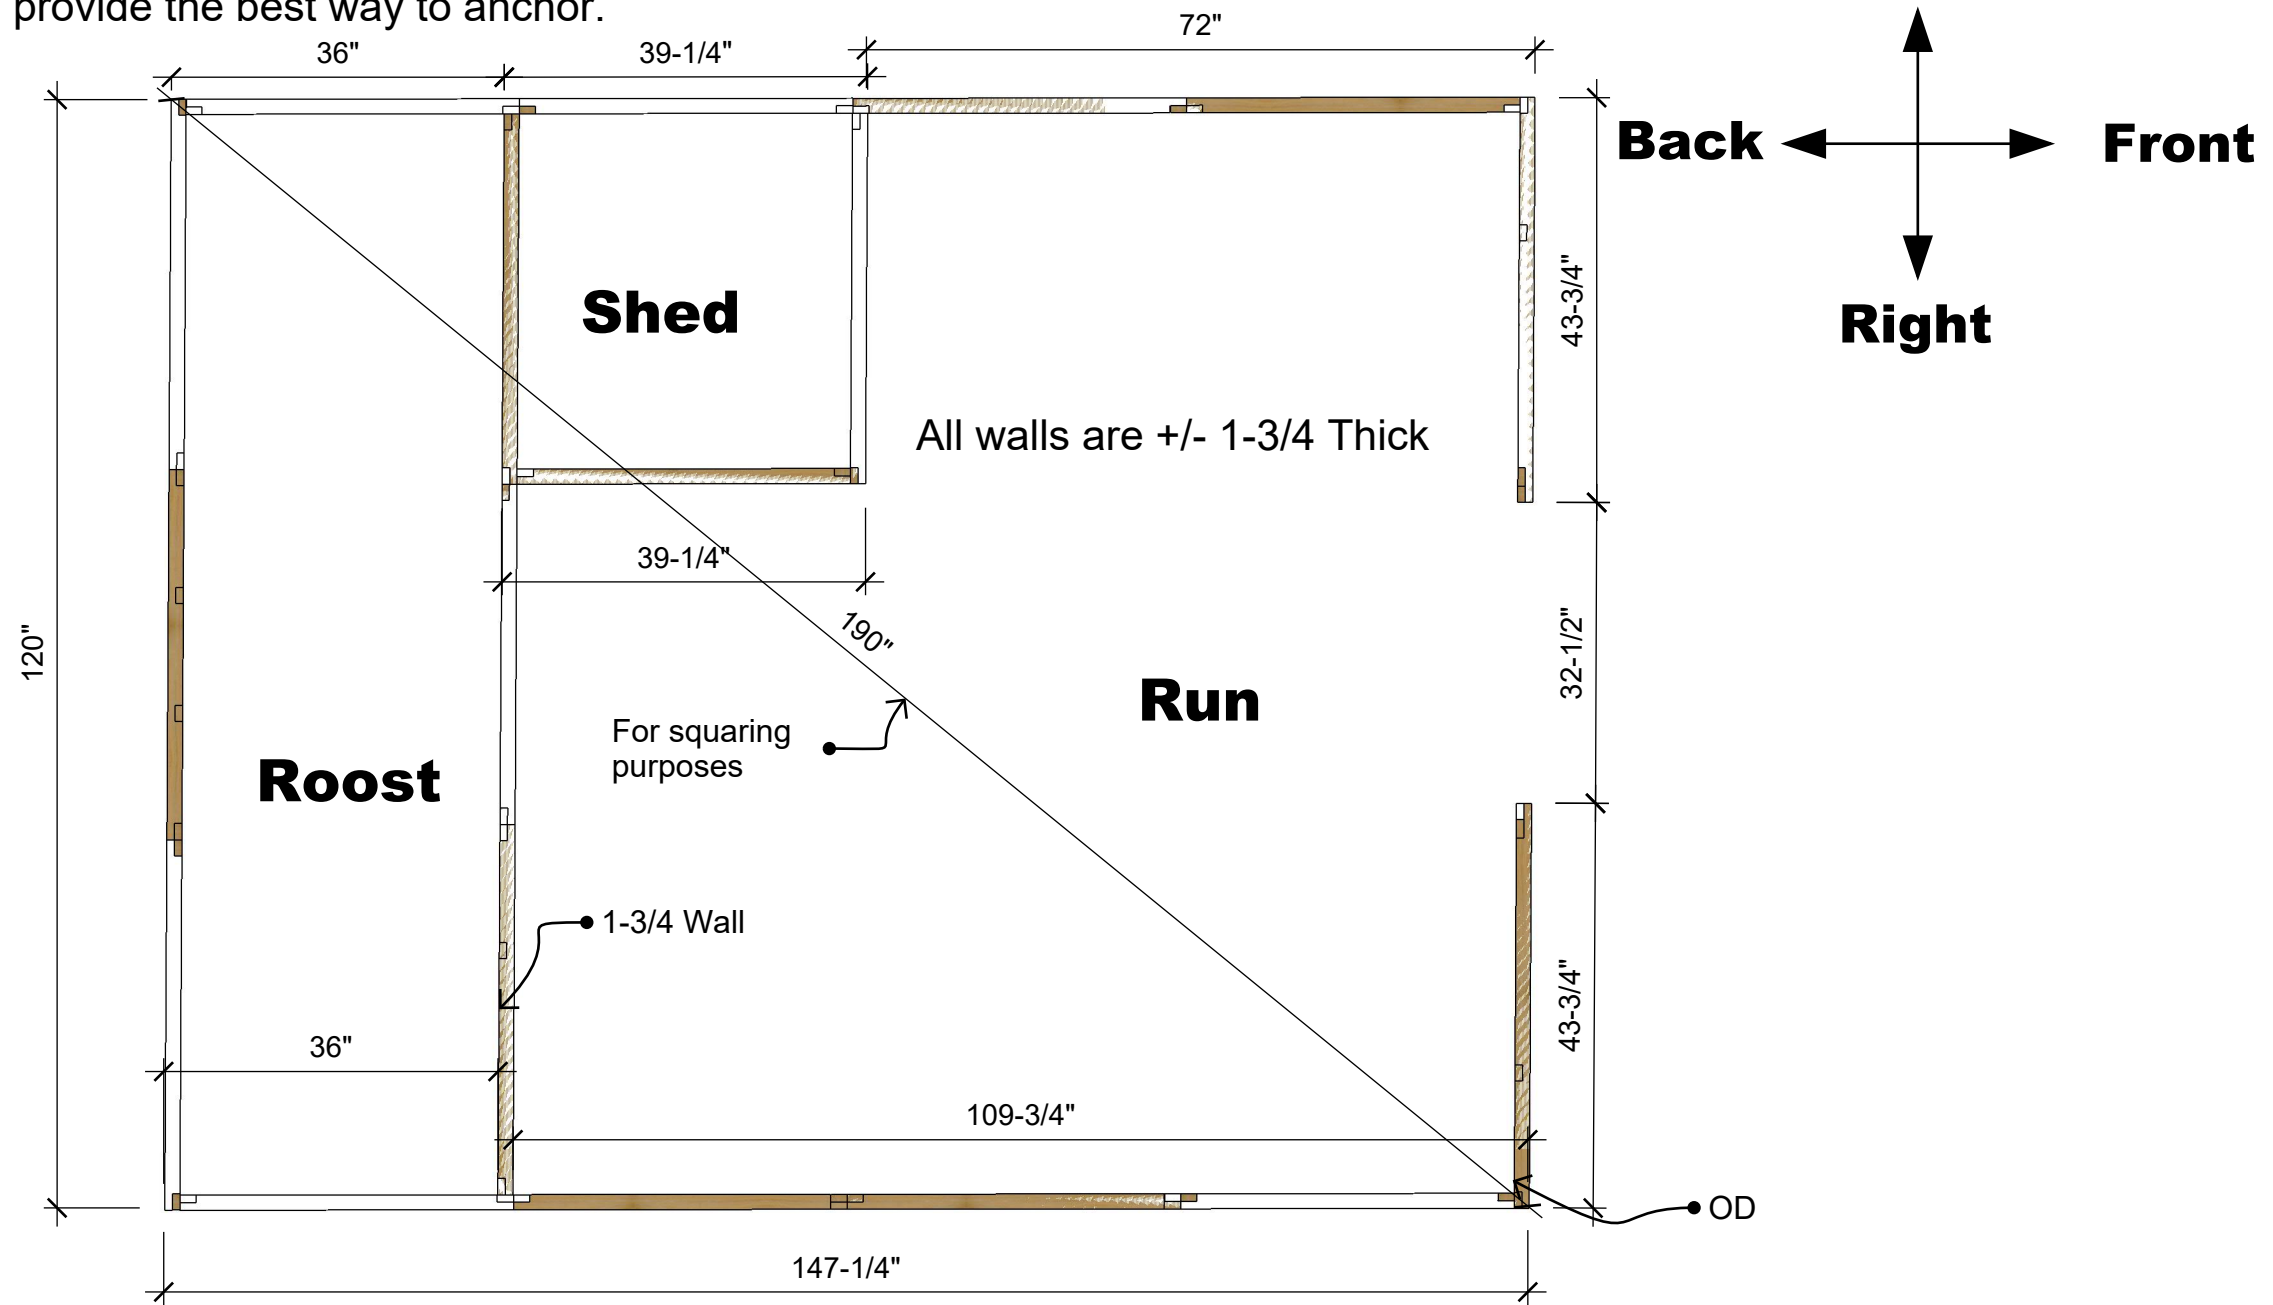 provide the best way to anchor.
36"
39-1/4"
72"
Back
Front
Right
Shed
43-3/4"
All walls are +/- 1-3/4 Thick
39-1/4"
190"
120"
32-1/2"
Run
For squaring
purposes
Roost
1-3/4 Wall
43-3/4"
36"
109-3/4"
OD
147-1/4"